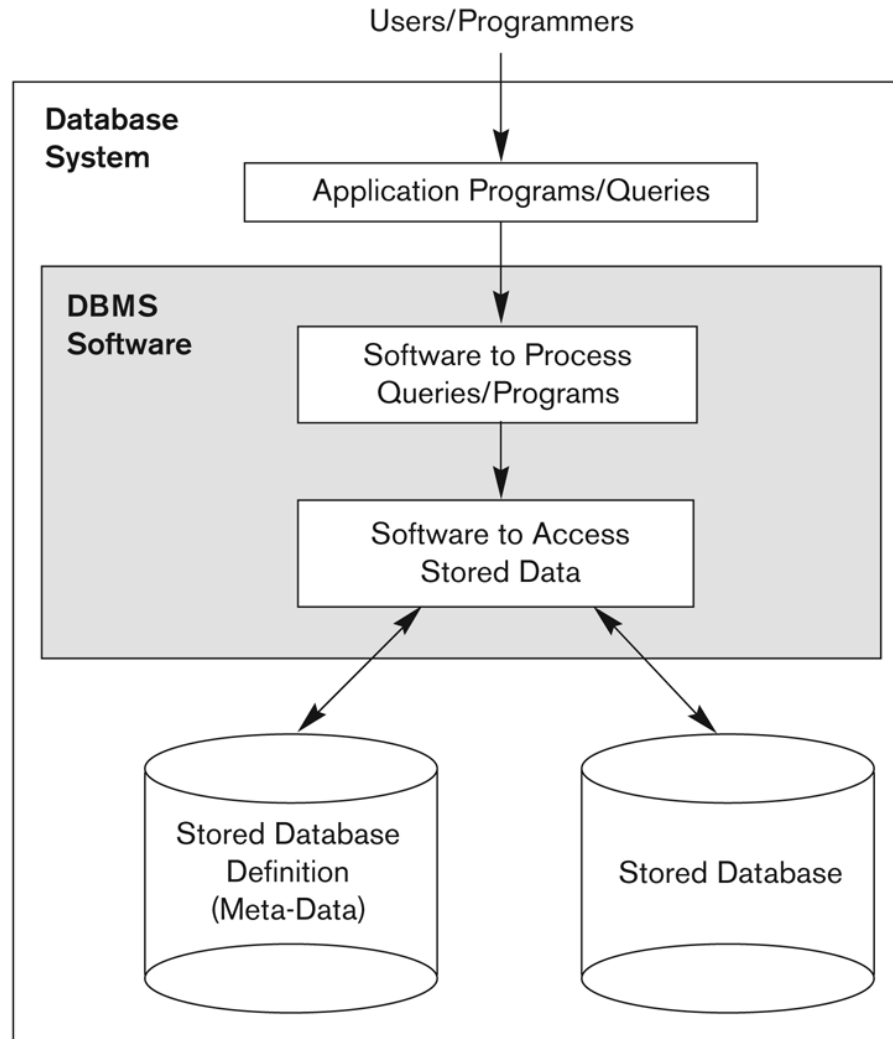 Users/Programmers
Database
System
Application Programs/Queries
DBMS
Software
Software to Process
Queries/Programs
Software to Access
Stored Data
Stored Database
Definition
(Meta-Data)
Stored Database